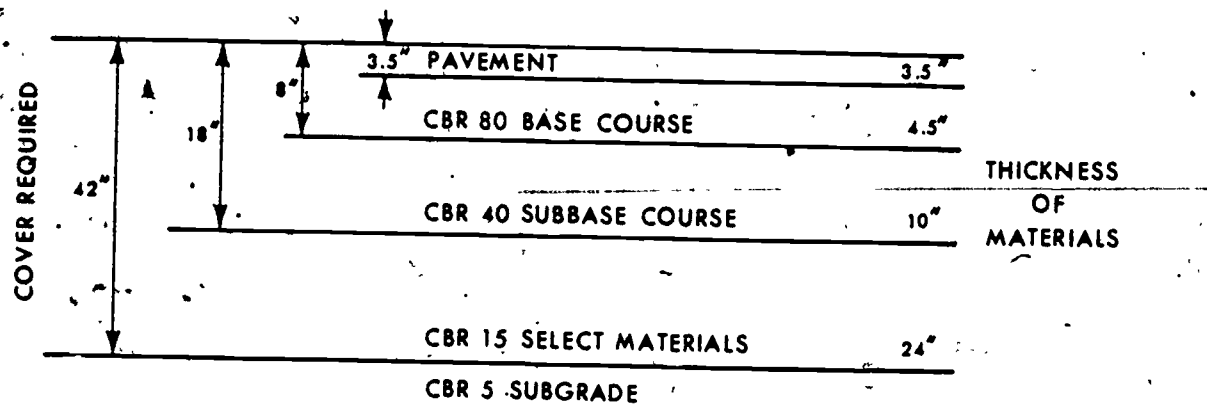 3.5" PAVEMENT 3.5"
8"
CBR 80 BASE COURSE 4.5"
18"
COVER REQUIRED
42"
THICKNESS
OF
MATERIALS
CBR 40 SUBBASE COURSE 10"
CBR 15 SELECT MATERIALS 24"
CBR 5 SUBGRADE